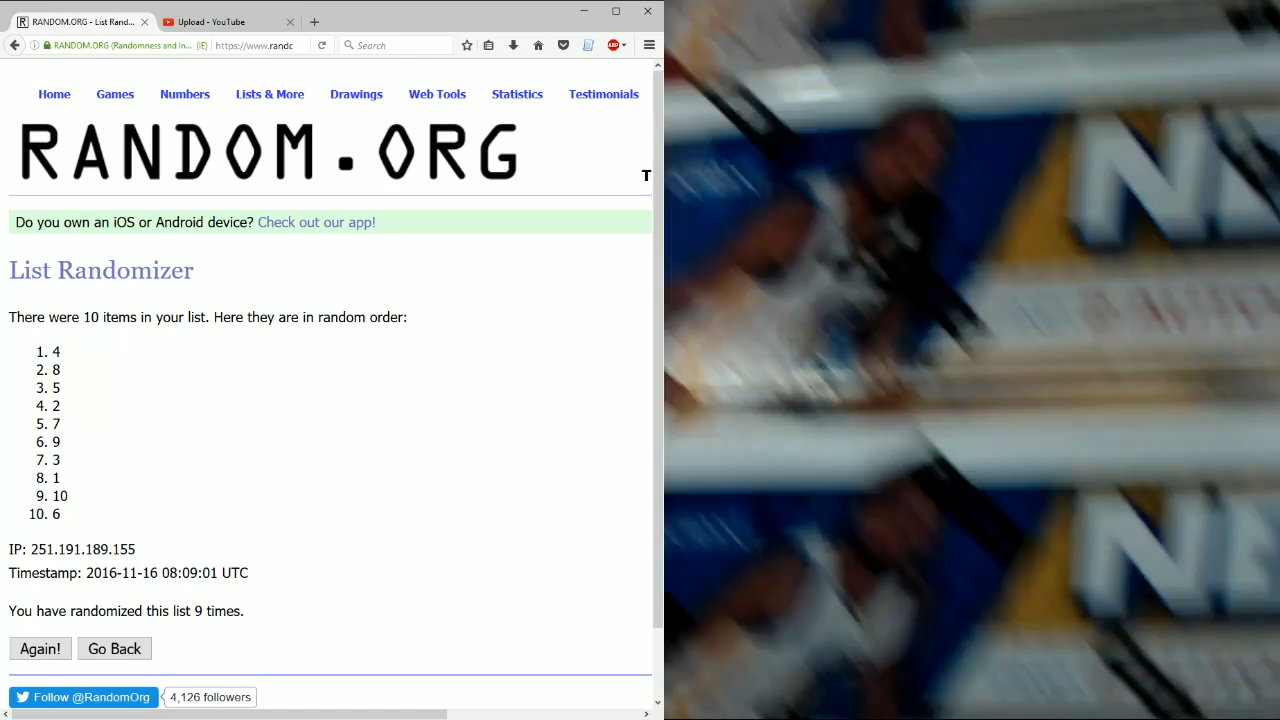 RANDOM.ORG - List Rand...
Upload - YouTube
RANDOM.ORG (Randomness and In... (IE)
https://www.randc
Search
ABP
Home
Games
Numbers
Lists & More
Drawings
Web Tools
Statistics
Testimonials
RANDOM.ORG
T
Do you own an iOS or Android device? Check out our app!
List Randomizer
There were 10 items in your list. Here they are in random order:
1. 4
2. 8
3. 5
4. 2
5. 7
6. 9
7. 3
8. 1
9. 10
10. 6
IP: 251.191.189.155
Timestamp: 2016-11-16 08:09:01 UTC
You have randomized this list 9 times.
Again!
Go Back
Follow @RandomOrg
4,126 followers
NE
NE